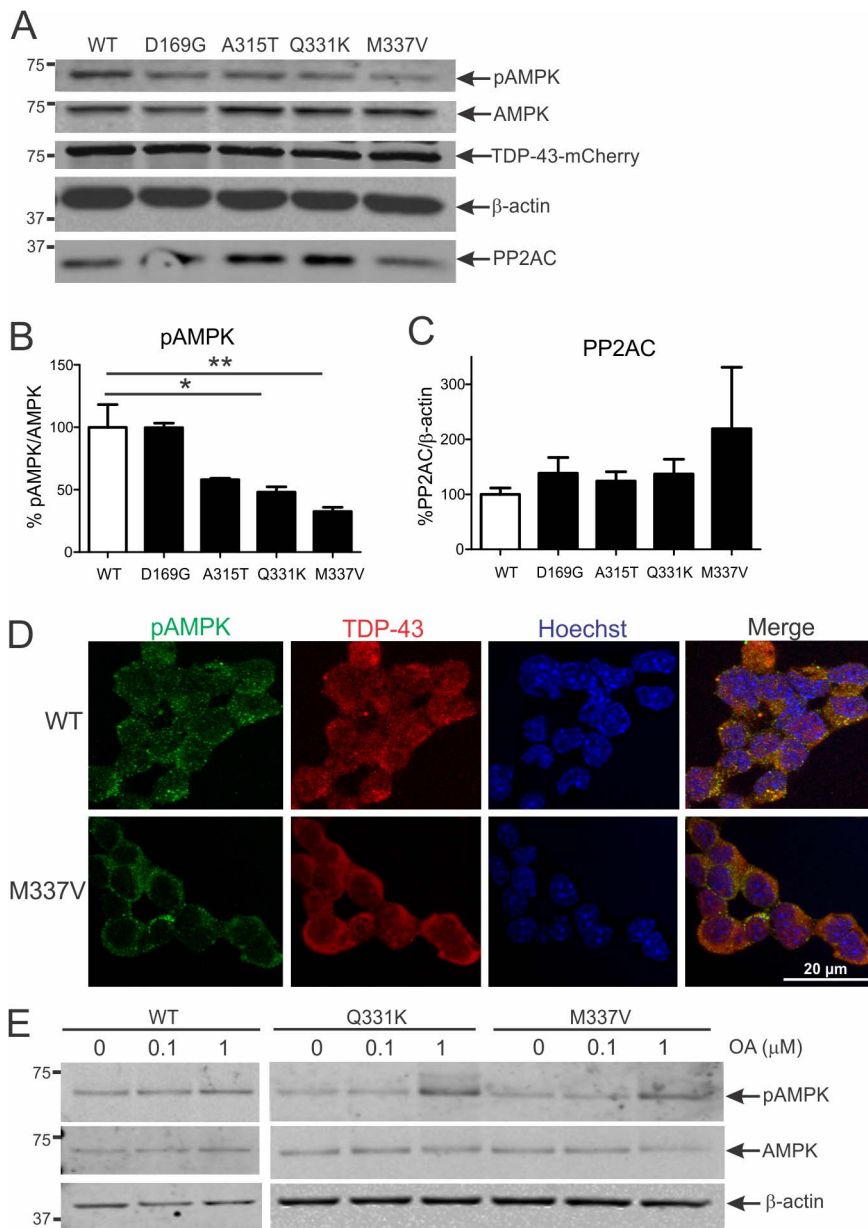 A
WT D169G A315T Q331K M337V
75
pAMPK
75
AMPK
75
TDP-43-mCherry
β-actin
37
37
PP2AC
B
pAMPK
**
*
% pAMPK/AMPK
150
100
50
0
WT D169G A315T Q331K M337V
C
PP2AC
%PP2AC/β-actin
300
200
100
0
WT D169G A315T Q331K M337V
D
pAMPK TDP-43 Hoechst Merge
WT
M337V
20 µm
E
WT Q331K M337V
0 0.1 1 0 0.1 1 0 0.1 1 OA (µM)
75
pAMPK
75
AMPK
β-actin
37